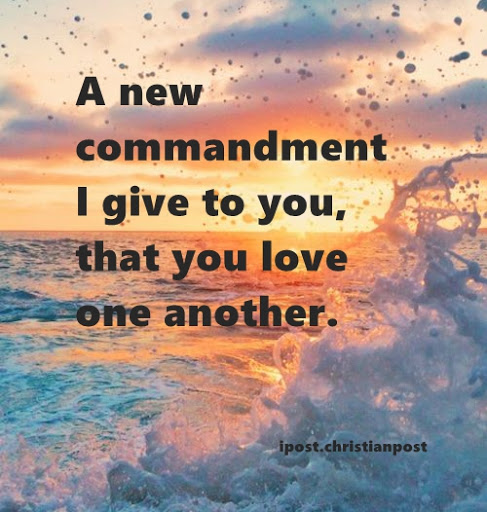 A new
commandment
I give to you,
that you love
one another.
ipost.christianpost